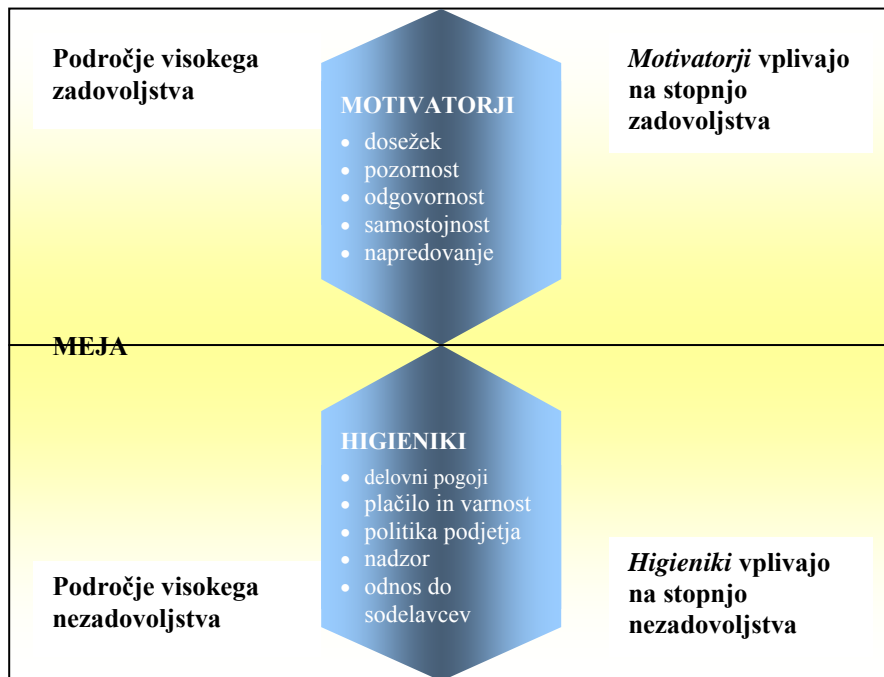 Področje visokega
zadovoljstva
MOTIVATORJI
• dosežek
• pozornost
• odgovornost
• samostojnost
• napredovanje
Motivatorji vplivajo
na stopnjo
zadovoljstva
MEJA
HIGIENIKI
• delovni pogoji
• plačilo in varnost
• politika podjetja
• nadzor
• odnos do
sodelavcev
Področje visokega
nezadovoljstva
Higieniki vplivajo
na stopnjo
nezadovoljstva